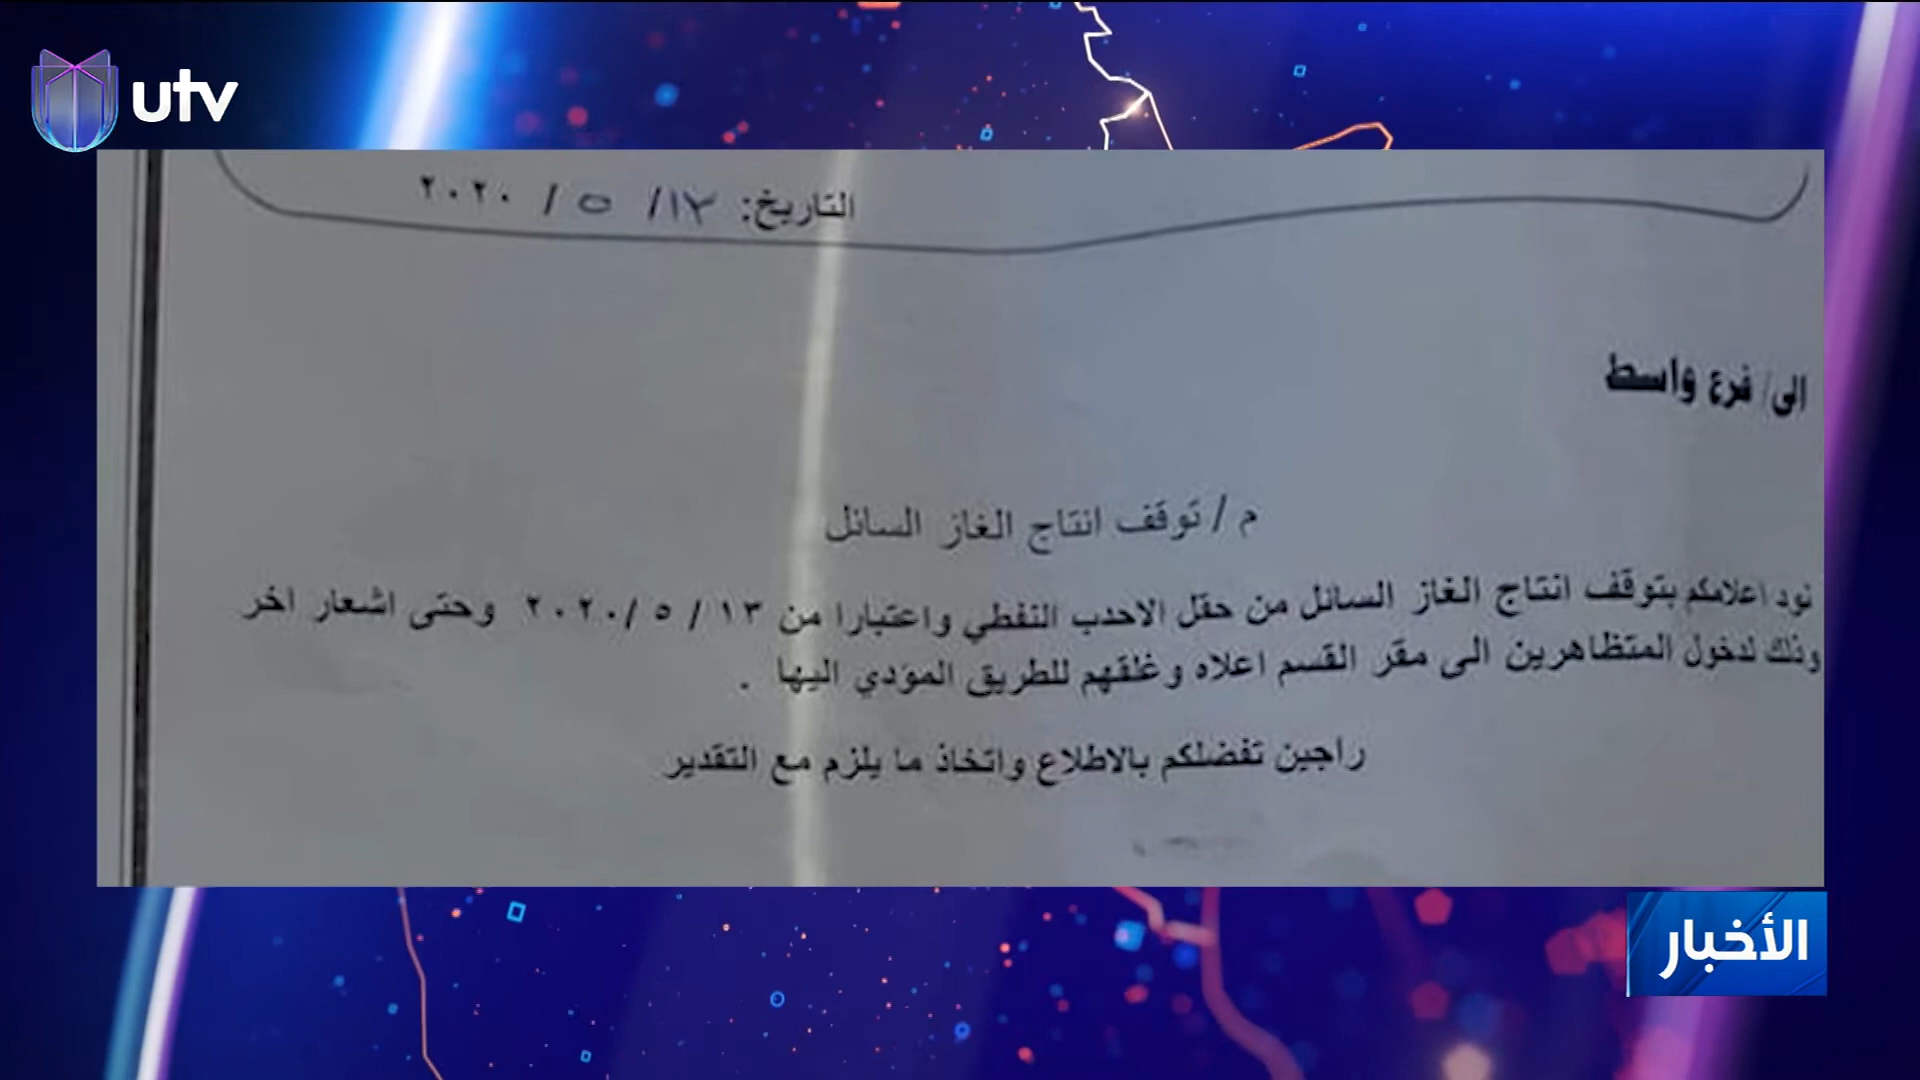 utv
التاريخ: ١٣/ ٥ / ٢٠٢٠
الى/ فرع واسط
م / توقف انتاج الغاز السائل
نود اعلامكم بتوقف انتاج الغاز السائل من حقل الاحدب النفطي واعتبارا من ١٣ / ٥ /٢٠٢٠ وحتى اشعار اخر
وذلك لدخول المتظاهرين الى مقر القسم اعلاه وغلقهم للطريق المؤدي اليها .
راجين تفضلكم بالاطلاع واتخاذ ما يلزم مع التقدير
الأخبار